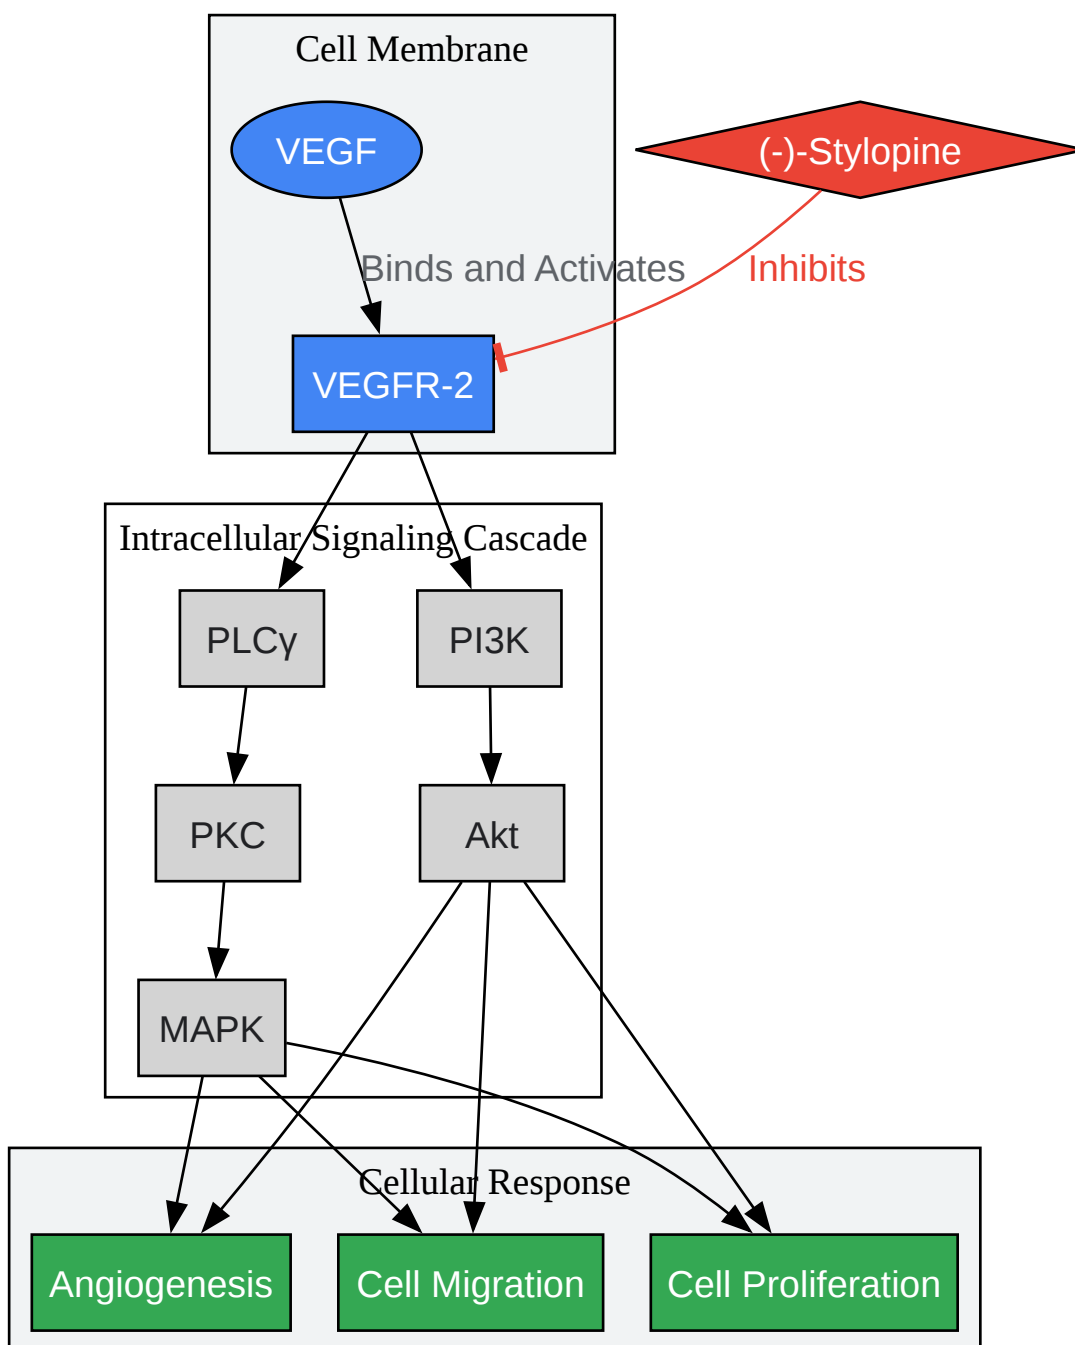 Cell Membrane
VEGF
(-)-Stylopine
Binds and Activates
Inhibits
VEGFR-2
Intracellular Signaling Cascade
PLCγ
PI3K
PKC
Akt
MAPK
Cellular Response
Angiogenesis
Cell Migration
Cell Proliferation